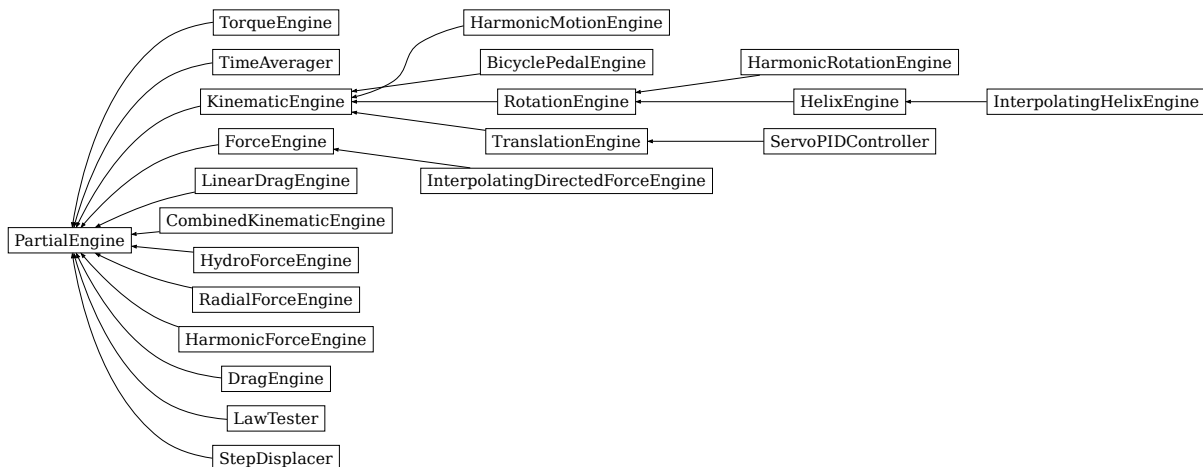 TorqueEngine
HarmonicMotionEngine
TimeAverager
BicyclePedalEngine
HarmonicRotationEngine
KinematicEngine
RotationEngine
HelixEngine
InterpolatingHelixEngine
ForceEngine
TranslationEngine
ServoPIDController
LinearDragEngine
InterpolatingDirectedForceEngine
CombinedKinematicEngine
PartialEngine
HydroForceEngine
RadialForceEngine
HarmonicForceEngine
DragEngine
LawTester
StepDisplacer